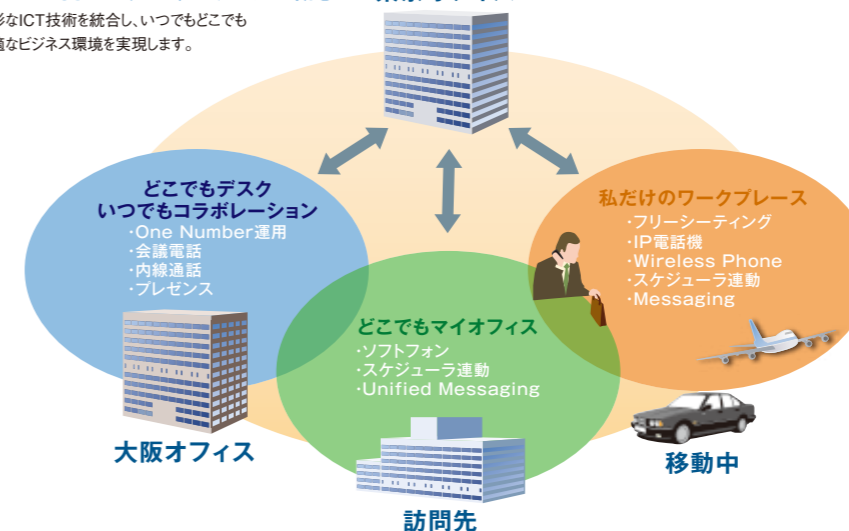 なICT技術を統合し、いつでもどこでも
なビジネス環境を実現します。
どこでもデスク
いつでもコラボレーション
・One Number運用
・会議電話
・内線通話
・プレゼンス
大阪オフィス
どこでもマイオフィス
・ソフトフォン
・スケジューラ連動
・Unified Messaging
訪問先
私だけのワークプレース
・フリーシーティング
・IP電話機
・Wireless Phone
・スケジューラ連動
・Messaging
移動中